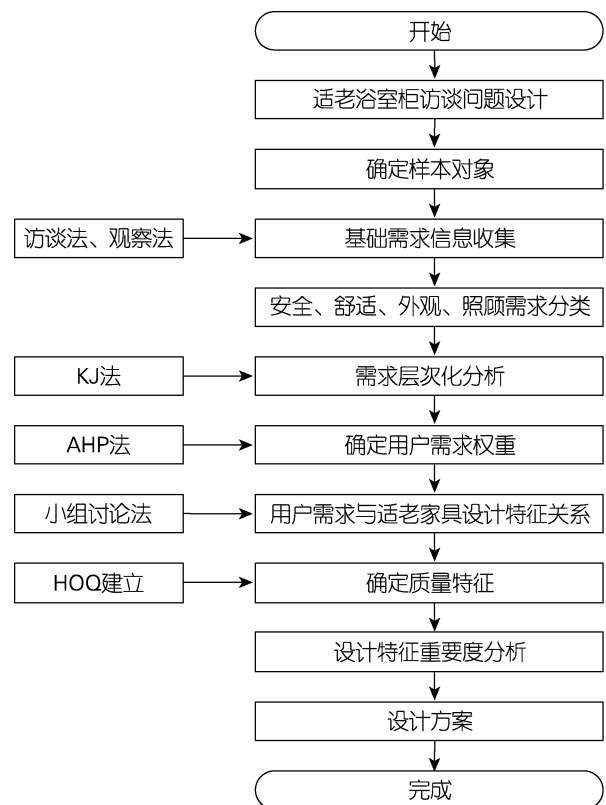 开始
适老浴室柜访谈问题设计
确定样本对象
访谈法、观察法
基础需求信息收集
安全、舒适、外观、照顾需求分类
KJ法
需求层次化分析
AHP法
确定用户需求权重
小组讨论法
用户需求与适老家具设计特征关系
HOQ建立
确定质量特征
设计特征重要度分析
设计方案
完成